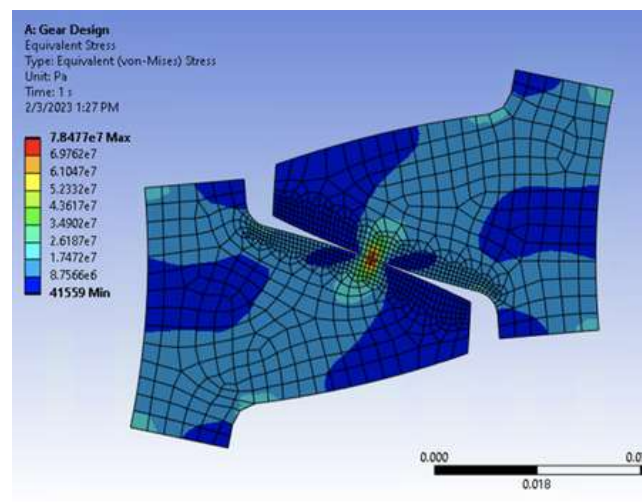 A: Gear Design
Equivalent Stress
Type: Equivalent (von-Mises) Stress
Unit: Pa
Time: 1 s
2/3/2023 1:27 PM
7.8477e7 Max
6.9762e7
6.1047e7
5.2332e7
4.3617e7
3.4902e7
2.6187e7
1.7472e7
8.7566e6
41559 Min
0.000
0.018